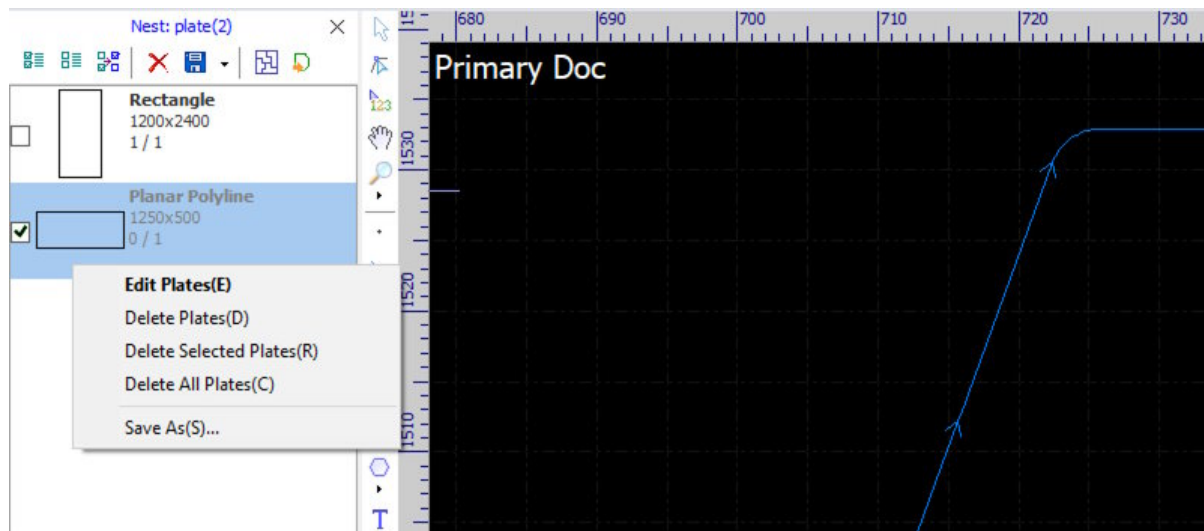 Nest: plate(2)
680 690 700 710 720 730
Primary Doc
Rectangle
1200x2400
1 / 1
123
1530
Planar Polyline
1250x500
0 / 1
Edit Plates(E)
Delete Plates(D)
Delete Selected Plates(R)
Delete All Plates(C)
Save As(S)...
1520
1510
T